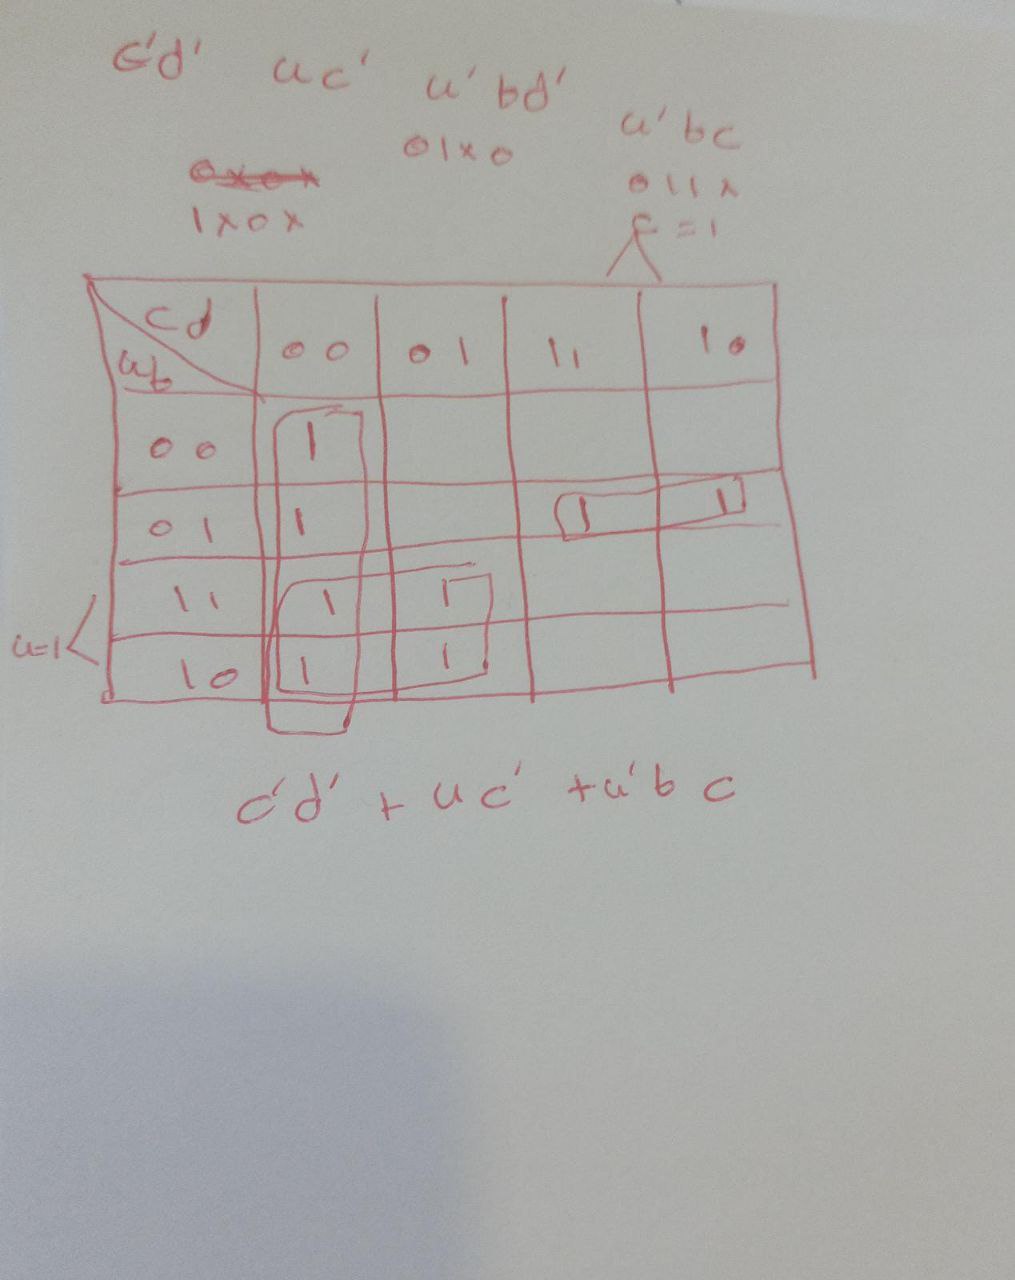 c'd' ac' a'bd' a'bc
01x0 011x
1x0x c=1
cd
ab 00 01 11 10
00 1
01 1 1 1
11 1 1
a=1 10 1 1
c'd' + ac' + a'bc